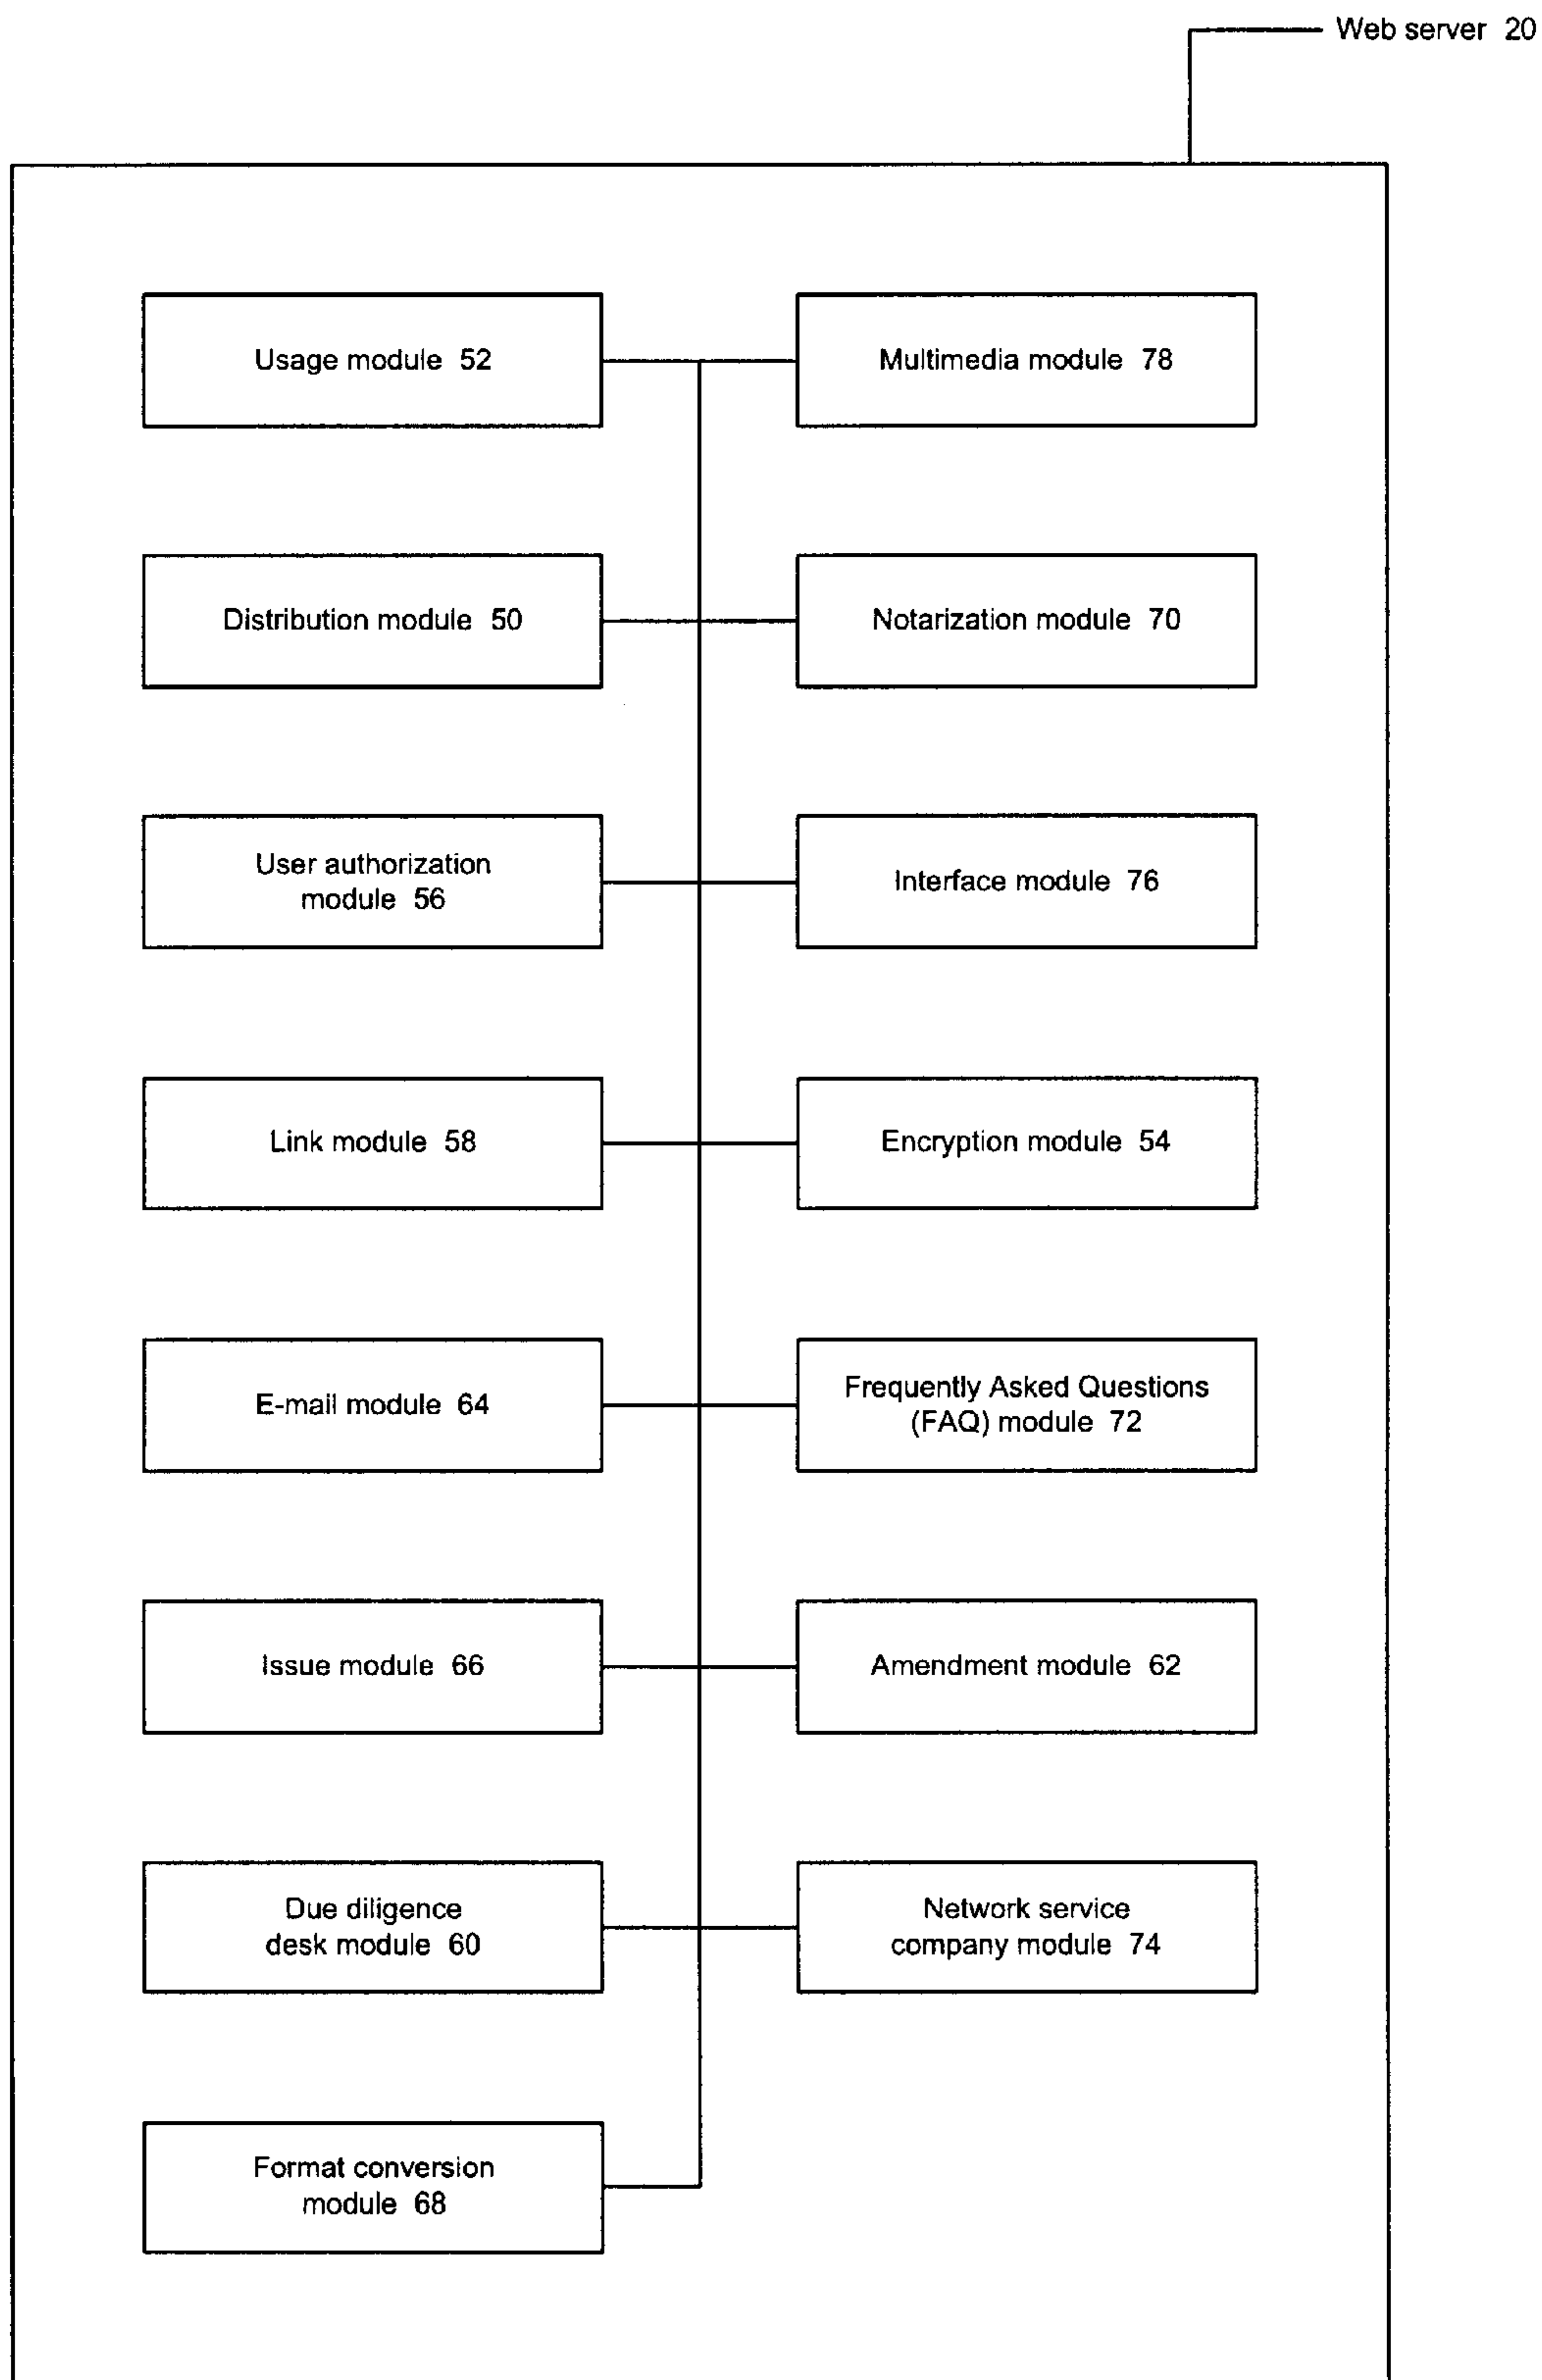 Web server 20
Usage module 52
Multimedia module 78
Distribution module 50
Notarization module 70
User authorization
module 56
Interface module 76
Link module 58
Encryption module 54
E-mail module 64
Frequently Asked Questions
(FAQ) module 72
Issue module 66
Amendment module 62
Due diligence
desk module 60
Network service
company module 74
Format conversion
module 68